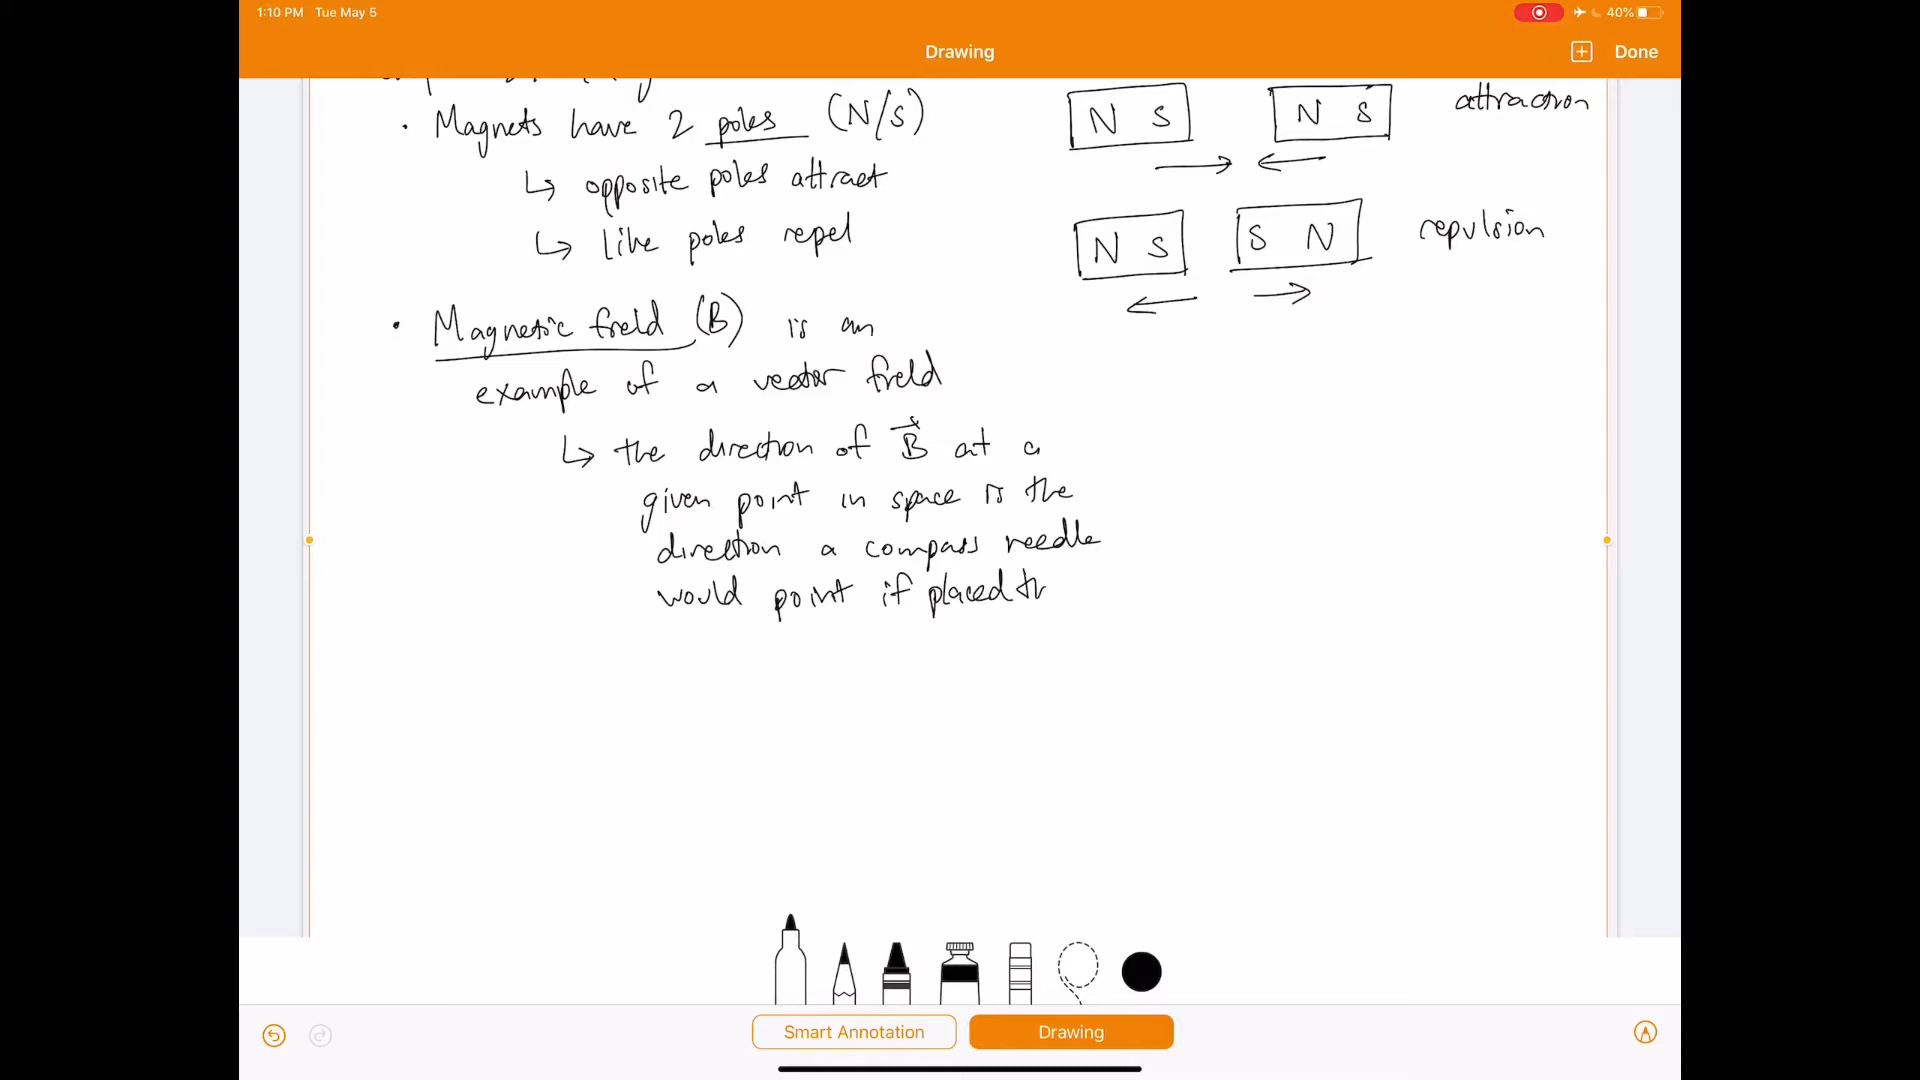 1:10 PM Tue May 5
40%
Drawing
Done
· Magnets have 2 poles (N/S)
↳ opposite poles attract
↳ like poles repel
N S N S attraction
N S S N repulsion
· Magnetic field (B) is an
example of a vector field
↳ the direction of B⃗ at a
given point in space is the
direction a compass needle
would point if placed th
Smart Annotation
Drawing